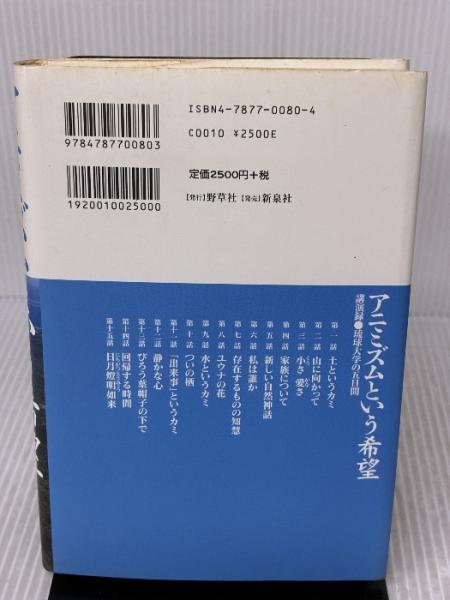 ISBN4-7877-0080-4
C0010 ¥2500E
9784787700803
定価2500円+税
【発行】野草社 【発売】新泉社
1920010025000
アニミズムという希望
講演録●琉球大学の五日間
第一話 土というカミ
第二話 山に向かって
第三話 小さ愛さ
第四話 家族について
第五話 新しい自然神話
第六話 私は誰か
第七話 存在するものの知慧
第八話 ユウナの花
第九話 水というカミ
第十話 ついの栖
第十一話 「出来事」というカミ
第十二話 静かな心
第十三話 びろう葉帽子の下で
第十四話 回帰する時間
第十五話 日月燈明如来